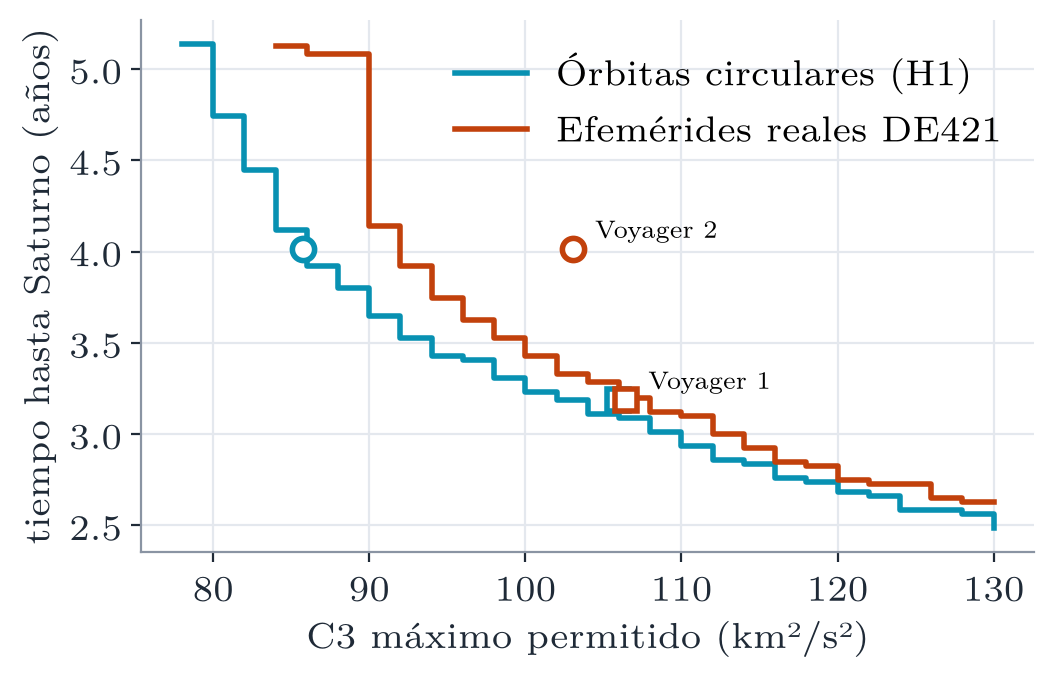 Órbitas circulares (H1)
Efemérides reales DE421
Voyager 2
Voyager 1
tiempo hasta Saturno (años)
5.0
4.5
4.0
3.5
3.0
2.5
80
90
100
110
120
130
C3 máximo permitido (km²/s²)